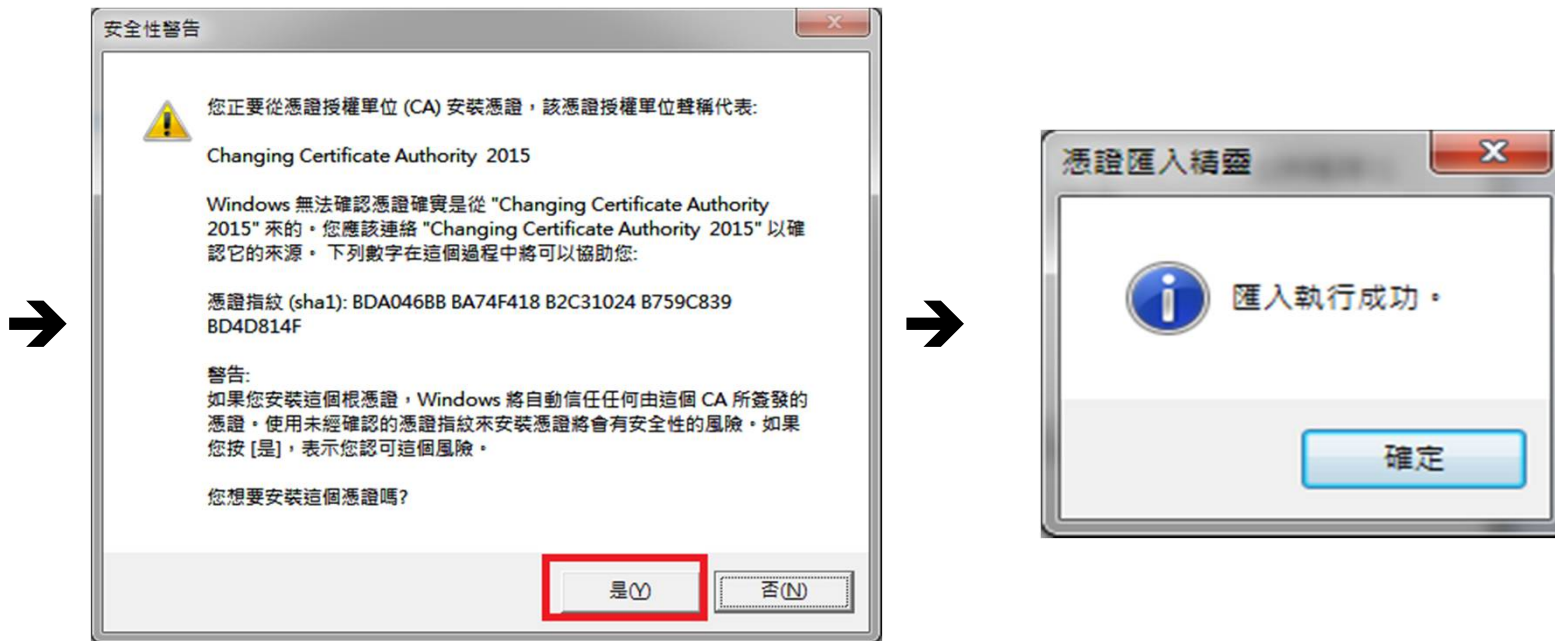 安全性警告
您正要從憑證授權單位 (CA) 安裝憑證，該憑證授權單位聲稱代表:
Changing Certificate Authority 2015
Windows 無法確認憑證確實是從 "Changing Certificate Authority
2015" 來的。您應該連絡 "Changing Certificate Authority 2015" 以確
認它的來源。 下列數字在這個過程中將可以協助您:
憑證指紋 (sha1): BDA046BB BA74F418 B2C31024 B759C839
BD4D814F
警告:
如果您安裝這個根憑證，Windows 將自動信任任何由這個 CA 所簽發的
憑證。使用未經確認的憑證指紋來安裝憑證將會有安全性的風險。如果
您按 [是]，表示您認可這個風險。
您想要安裝這個憑證嗎?
是(Y)
否(N)
憑證匯入精靈
匯入執行成功。
確定